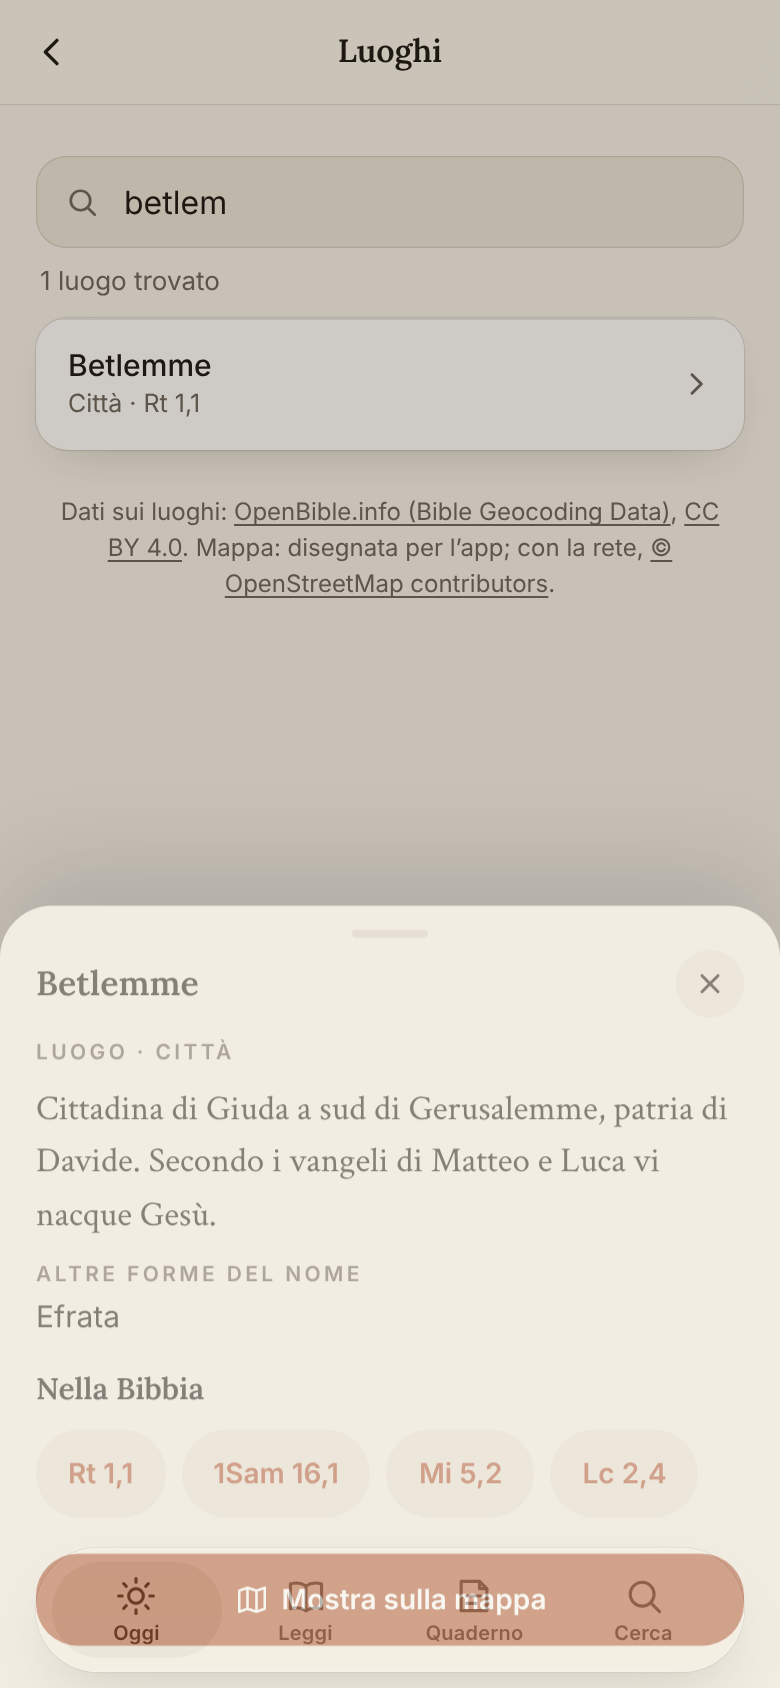 Luoghi
betlem
1 luogo trovato
Betlemme
Città · Rt 1,1
Dati sui luoghi: OpenBible.info (Bible Geocoding Data), CC
BY 4.0. Mappa: disegnata per l’app; con la rete, ©
OpenStreetMap contributors.
Betlemme
LUOGO · CITTÀ
Cittadina di Giuda a sud di Gerusalemme, patria di
Davide. Secondo i vangeli di Matteo e Luca vi
nacque Gesù.
ALTRE FORME DEL NOME
Efrata
Nella Bibbia
Rt 1,1 1Sam 16,1 Mi 5,2 Lc 2,4
Mostra sulla mappa
Oggi Leggi Quaderno Cerca